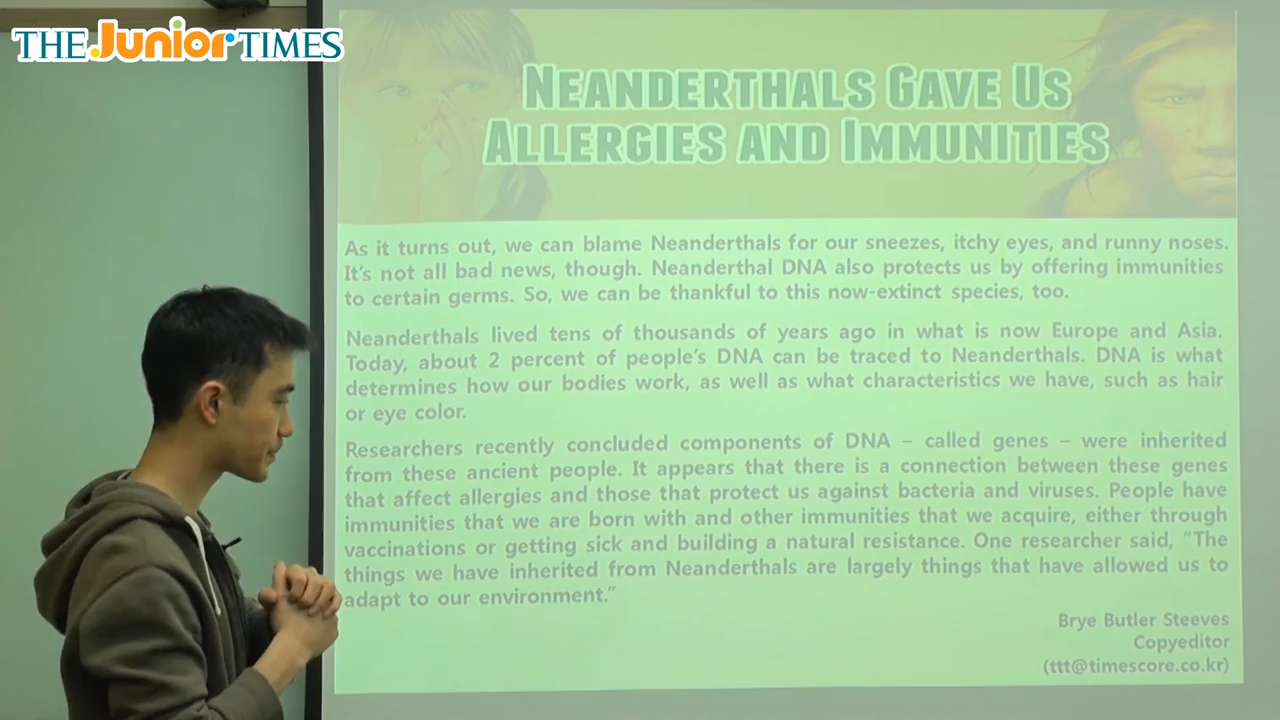 THE Junior TIMES
NEANDERTHALS GAVE US
ALLERGIES AND IMMUNITIES
As it turns out, we can blame Neanderthals for our sneezes, itchy eyes, and runny noses.
It's not all bad news, though. Neanderthal DNA also protects us by offering immunities
to certain germs. So, we can be thankful to this now-extinct species, too.
Neanderthals lived tens of thousands of years ago in what is now Europe and Asia.
Today, about 2 percent of people's DNA can be traced to Neanderthals. DNA is what
determines how our bodies work, as well as what characteristics we have, such as hair
or eye color.
Researchers recently concluded components of DNA – called genes – were inherited
from these ancient people. It appears that there is a connection between these genes
that affect allergies and those that protect us against bacteria and viruses. People have
immunities that we are born with and other immunities that we acquire, either through
vaccinations or getting sick and building a natural resistance. One researcher said, “The
things we have inherited from Neanderthals are largely things that have allowed us to
adapt to our environment.”
Brye Butler Steeves
Copyeditor
(ttt@timescore.co.kr)